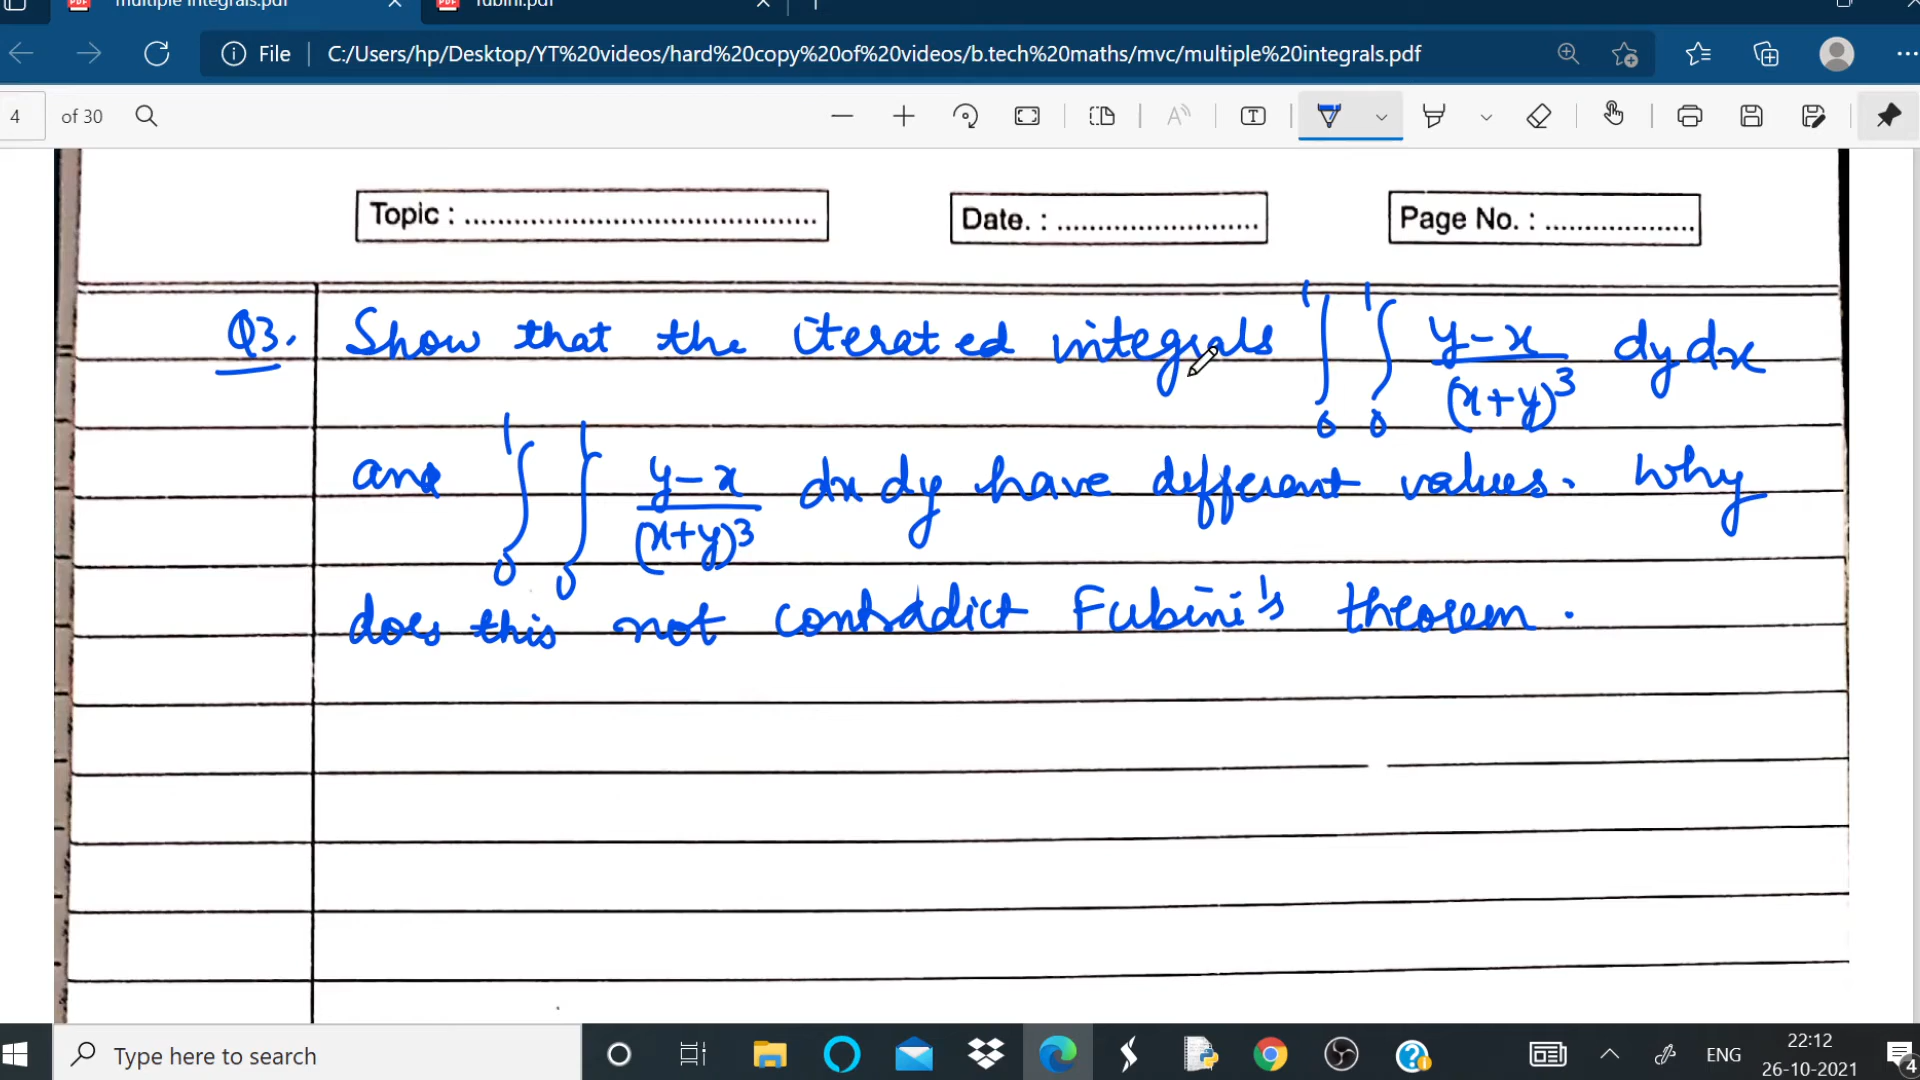 multiple integrals.pdf
fubini.pdf
File C:/Users/hp/Desktop/YT%20videos/hard%20copy%20of%20videos/b.tech%20maths/mvc/multiple%20integrals.pdf
4 of 30
Topic : ............................................
Date. : .........................
Page No. : ...................
Q3. Show that the iterated integrals ∫₀¹ ∫₀¹ (y-x)/(x+y)³ dy dx
and ∫₀¹ ∫₀¹ (y-x)/(x+y)³ dx dy have different values. Why
does this not contradict Fubini's theorem.
Type here to search
ENG
22:12
26-10-2021
4